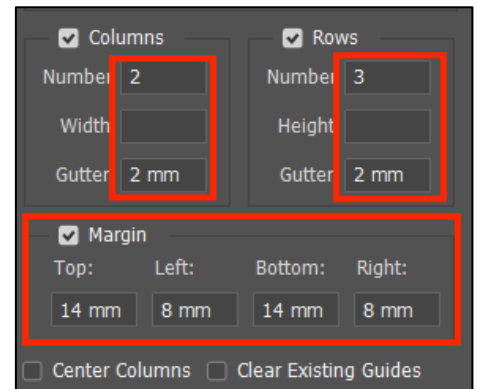 Columns
Rows
Number 2
Number 3
Width
Height
Gutter 2 mm
Gutter 2 mm
Margin
Top: Left: Bottom: Right:
14 mm 8 mm 14 mm 8 mm
Center Columns Clear Existing Guides